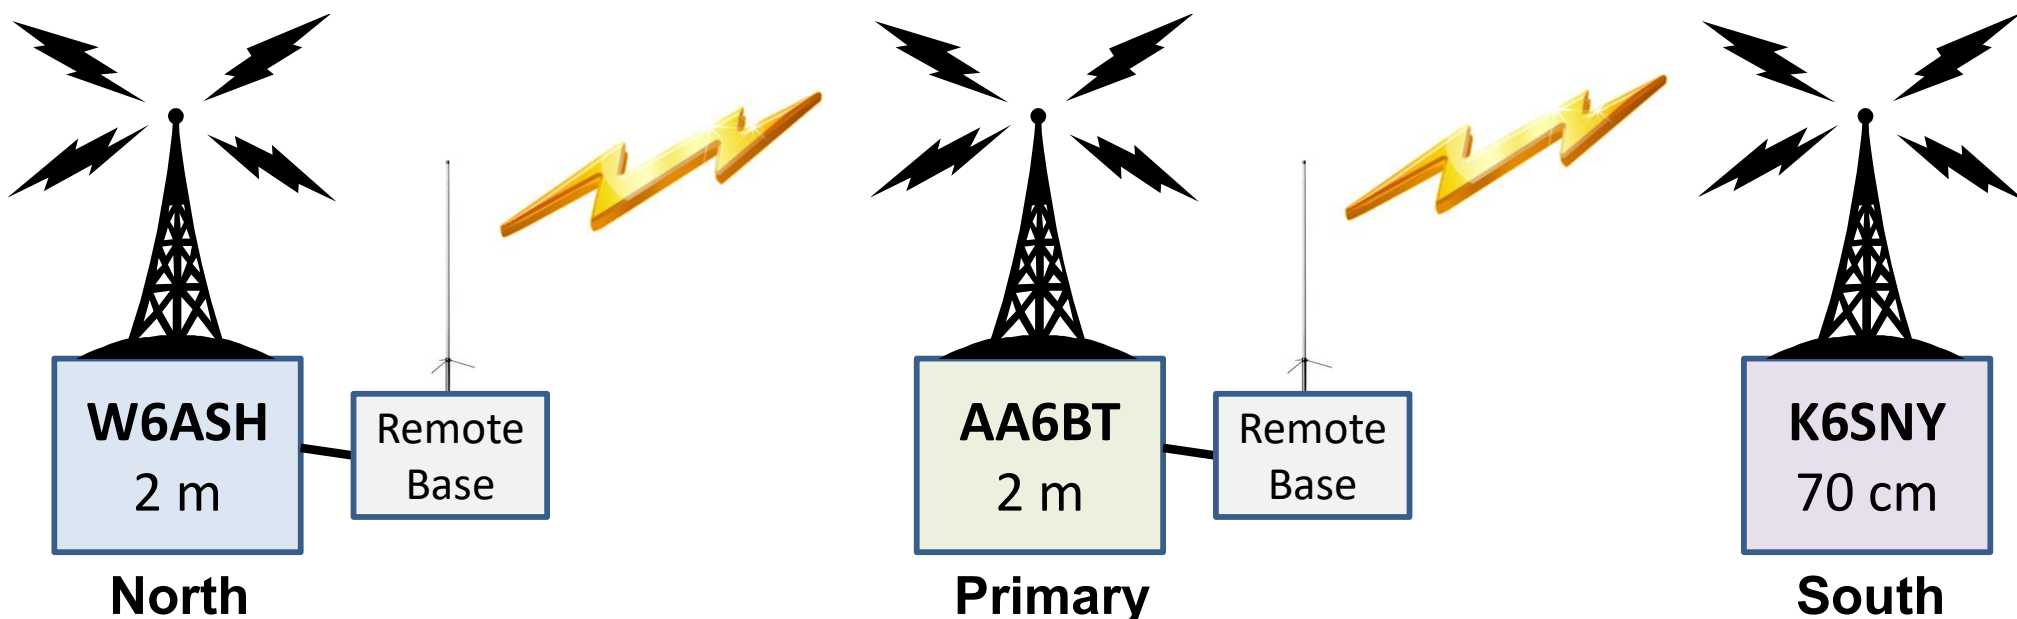 W6ASH
2 m
North
Remote
Base
AA6BT
2 m
Primary
Remote
Base
K6SNY
70 cm
South